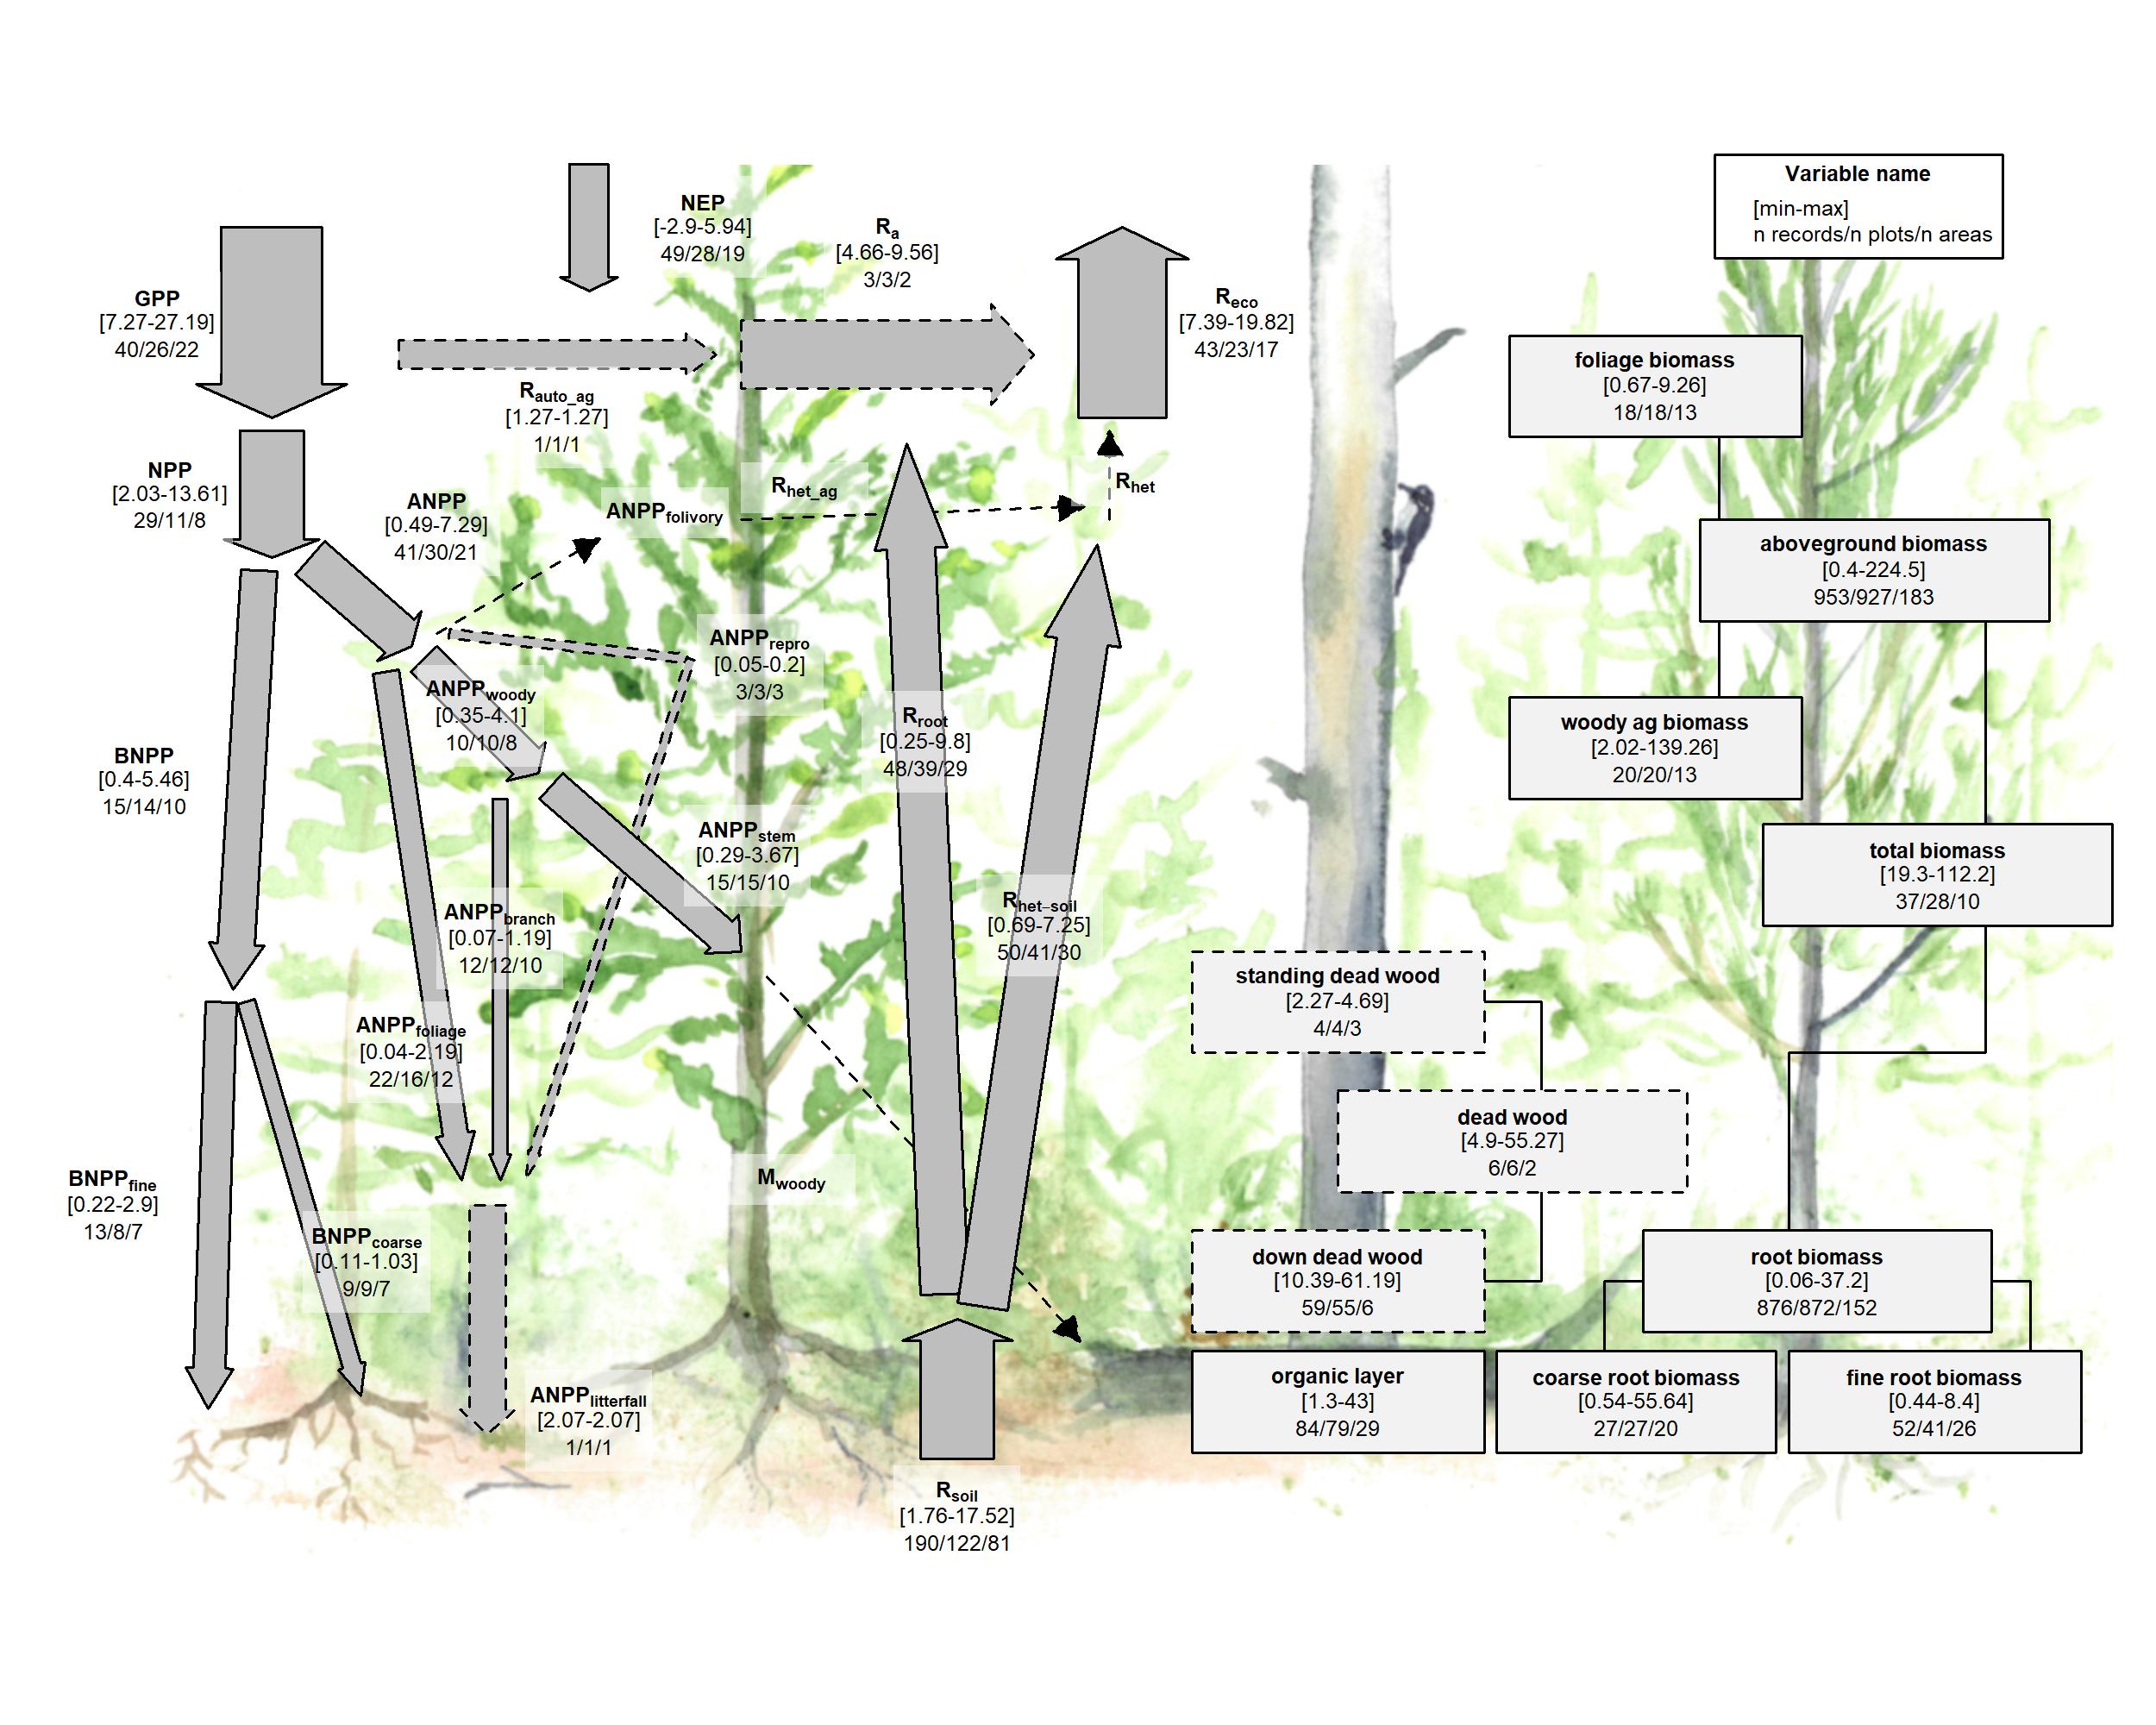 Variable name
[min-max]
n records/n plots/n areas
NEP
[-2.9-5.94]
49/28/19
Ra
[4.66-9.56]
3/3/2
GPP
[7.27-27.19]
40/26/22
Reco
[7.39-19.82]
43/23/17
Rauto_ag
[1.27-1.27]
1/1/1
NPP
[2.03-13.61]
29/11/8
ANPP
[0.49-7.29]
41/30/21
ANPPfolivory
Rhet_ag
Rhet
ANPPrepro
[0.05-0.2]
3/3/3
ANPPwoody
[0.35-4.1]
10/10/8
BNPP
[0.4-5.46]
15/14/10
Rroot
[0.25-9.8]
48/39/29
ANPPstem
[0.29-3.67]
15/15/10
ANPPbranch
[0.07-1.19]
12/12/10
Rhet−soil
[0.69-7.25]
50/41/30
ANPPfoliage
[0.04-2.19]
22/16/12
BNPPfine
[0.22-2.9]
13/8/7
Mwoody
BNPPcoarse
[0.11-1.03]
9/9/7
ANPPlitterfall
[2.07-2.07]
1/1/1
Rsoil
[1.76-17.52]
190/122/81
foliage biomass
[0.67-9.26]
18/18/13
aboveground biomass
[0.4-224.5]
953/927/183
woody ag biomass
[2.02-139.26]
20/20/13
total biomass
[19.3-112.2]
37/28/10
standing dead wood
[2.27-4.69]
4/4/3
dead wood
[4.9-55.27]
6/6/2
down dead wood
[10.39-61.19]
59/55/6
root biomass
[0.06-37.2]
876/872/152
organic layer
[1.3-43]
84/79/29
coarse root biomass
[0.54-55.64]
27/27/20
fine root biomass
[0.44-8.4]
52/41/26